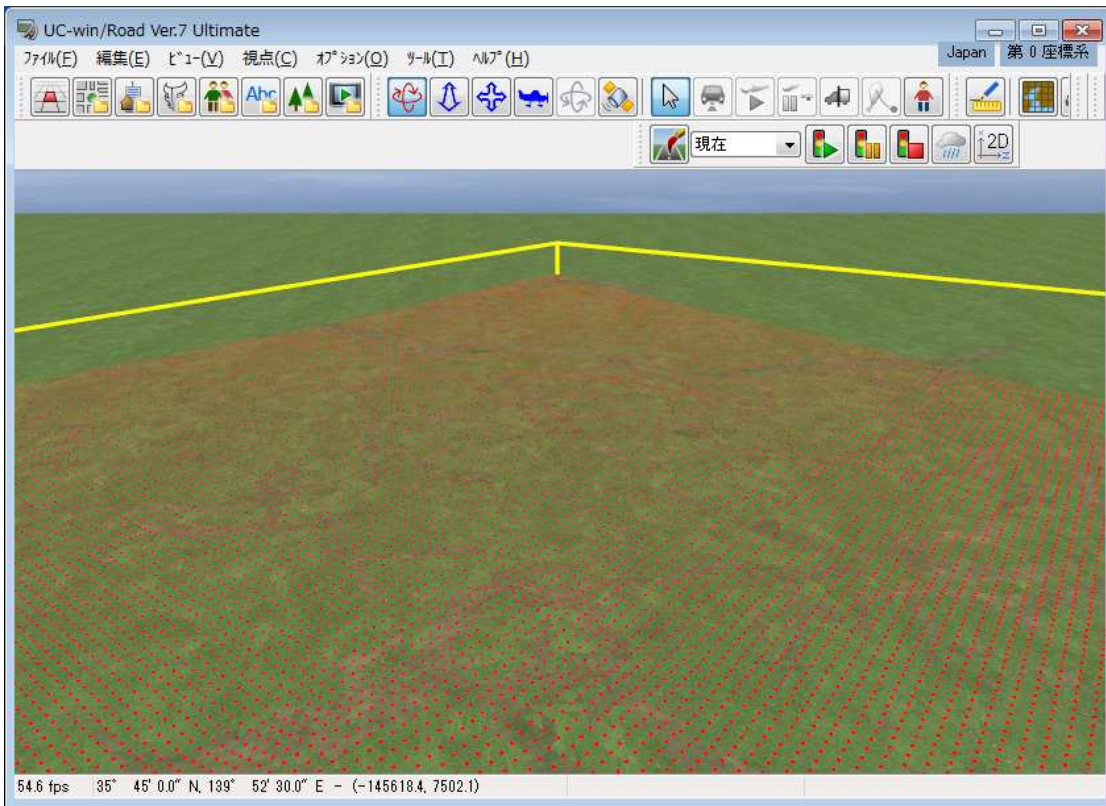 UC-win/Road Ver.7 Ultimate
ﾌｧｲﾙ(F) 編集(E) ﾋﾞｭｰ(V) 視点(C) ｵﾌﾟｼｮﾝ(O) ﾂｰﾙ(T) ﾍﾙﾌﾟ(H) Japan 第 0 座標系
Abc
現在 2D
54.6 fps 35° 45' 0.0" N, 139° 52' 30.0" E - (-145618.4, 7502.1)